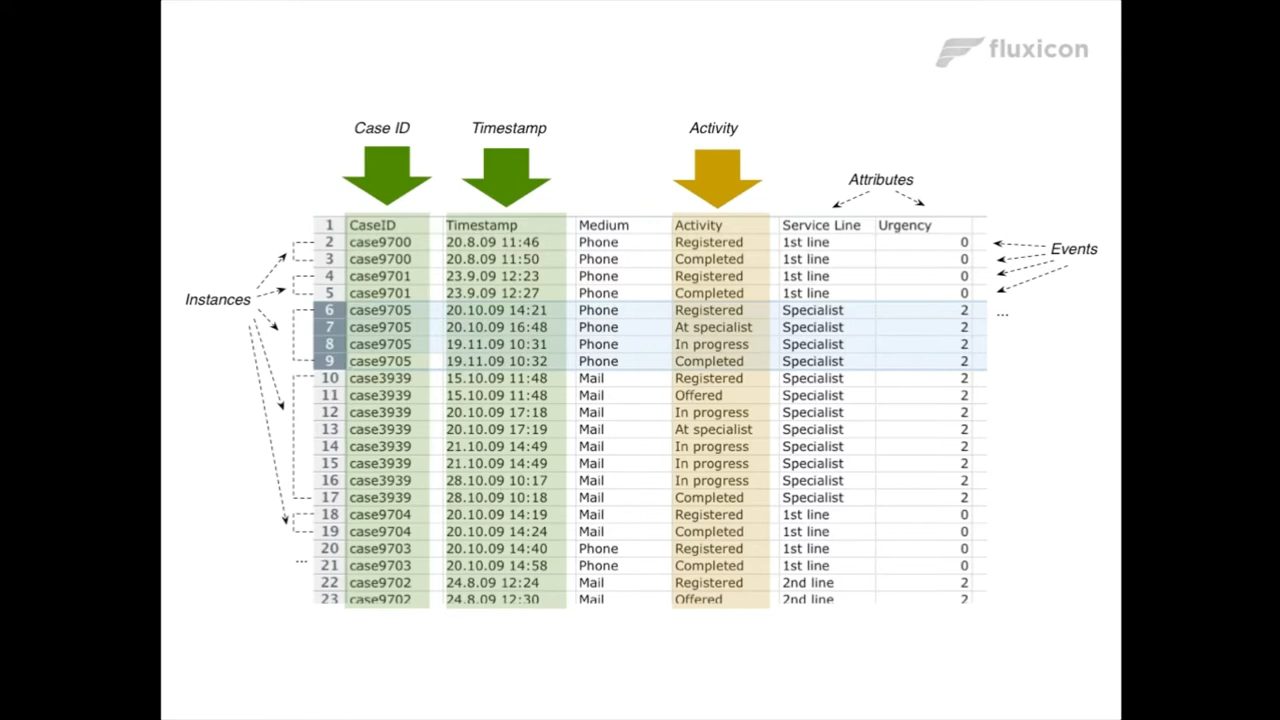 fluxicon
Case ID Timestamp Activity
Attributes
Events
Instances
...
...
1 CaseID Timestamp Medium Activity Service Line Urgency
2 case9700 20.8.09 11:46 Phone Registered 1st line 0
3 case9700 20.8.09 11:50 Phone Completed 1st line 0
4 case9701 23.9.09 12:23 Phone Registered 1st line 0
5 case9701 23.9.09 12:27 Phone Completed 1st line 0
6 case9705 20.10.09 14:21 Phone Registered Specialist 2
7 case9705 20.10.09 16:48 Phone At specialist Specialist 2
8 case9705 19.11.09 10:31 Phone In progress Specialist 2
9 case9705 19.11.09 10:32 Phone Completed Specialist 2
10 case3939 15.10.09 11:48 Mail Registered Specialist 2
11 case3939 15.10.09 11:48 Mail Offered Specialist 2
12 case3939 20.10.09 17:18 Mail In progress Specialist 2
13 case3939 20.10.09 17:19 Mail At specialist Specialist 2
14 case3939 21.10.09 14:49 Mail In progress Specialist 2
15 case3939 21.10.09 14:49 Mail In progress Specialist 2
16 case3939 28.10.09 10:17 Mail In progress Specialist 2
17 case3939 28.10.09 10:18 Mail Completed Specialist 2
18 case9704 20.10.09 14:19 Mail Registered 1st line 0
19 case9704 20.10.09 14:24 Mail Completed 1st line 0
20 case9703 20.10.09 14:40 Phone Registered 1st line 0
21 case9703 20.10.09 14:58 Phone Completed 1st line 0
22 case9702 24.8.09 12:24 Mail Registered 2nd line 2
23 case9702 24.8.09 12:30 Mail Offered 2nd line 2